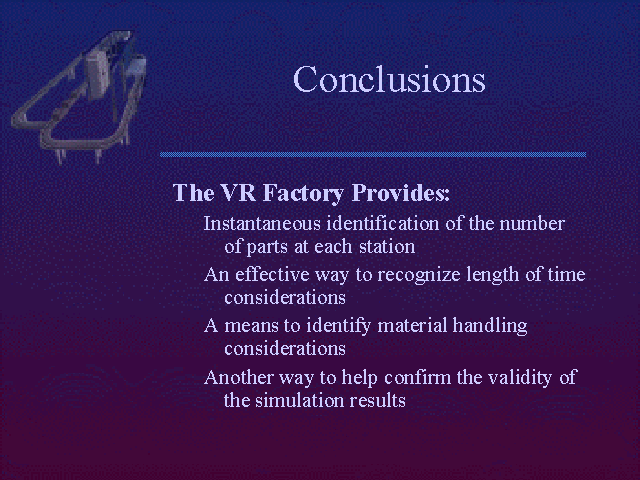 Conclusions
The VR Factory Provides:
Instantaneous identification of the number
of parts at each station
An effective way to recognize length of time
considerations
A means to identify material handling
considerations
Another way to help confirm the validity of
the simulation results